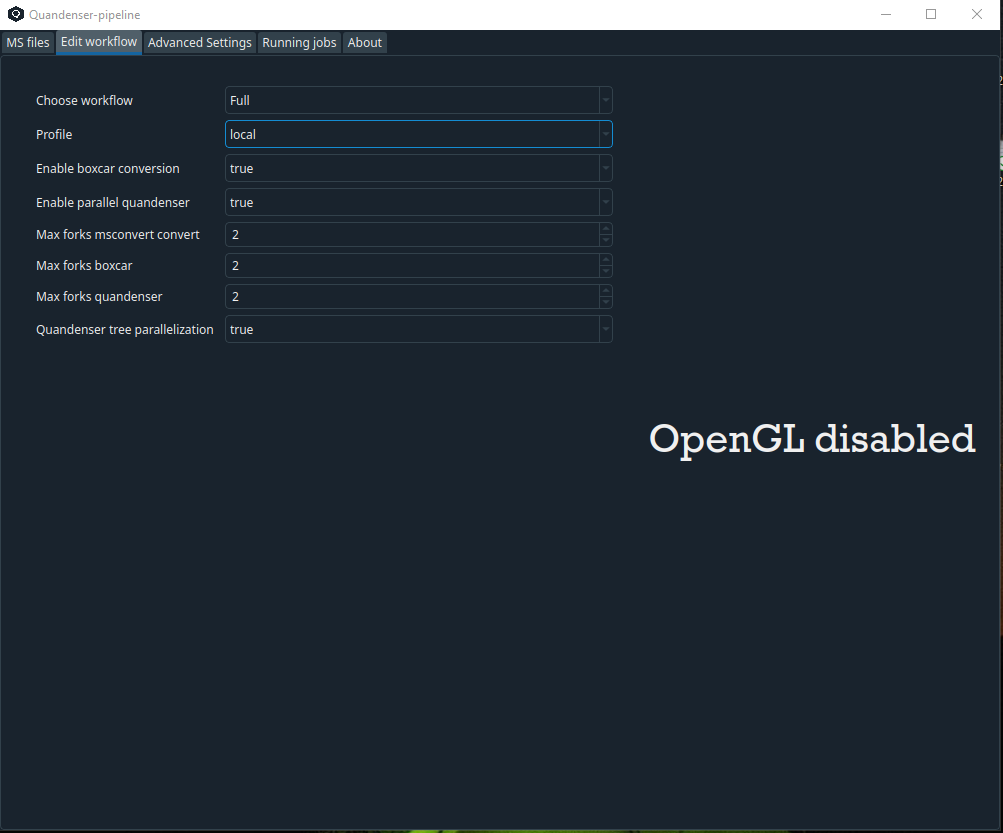 Quandenser-pipeline
MS files Edit workflow Advanced Settings Running jobs About
Choose workflow Full
Profile local
Enable boxcar conversion true
Enable parallel quandenser true
Max forks msconvert convert 2
Max forks boxcar 2
Max forks quandenser 2
Quandenser tree parallelization true
OpenGL disabled